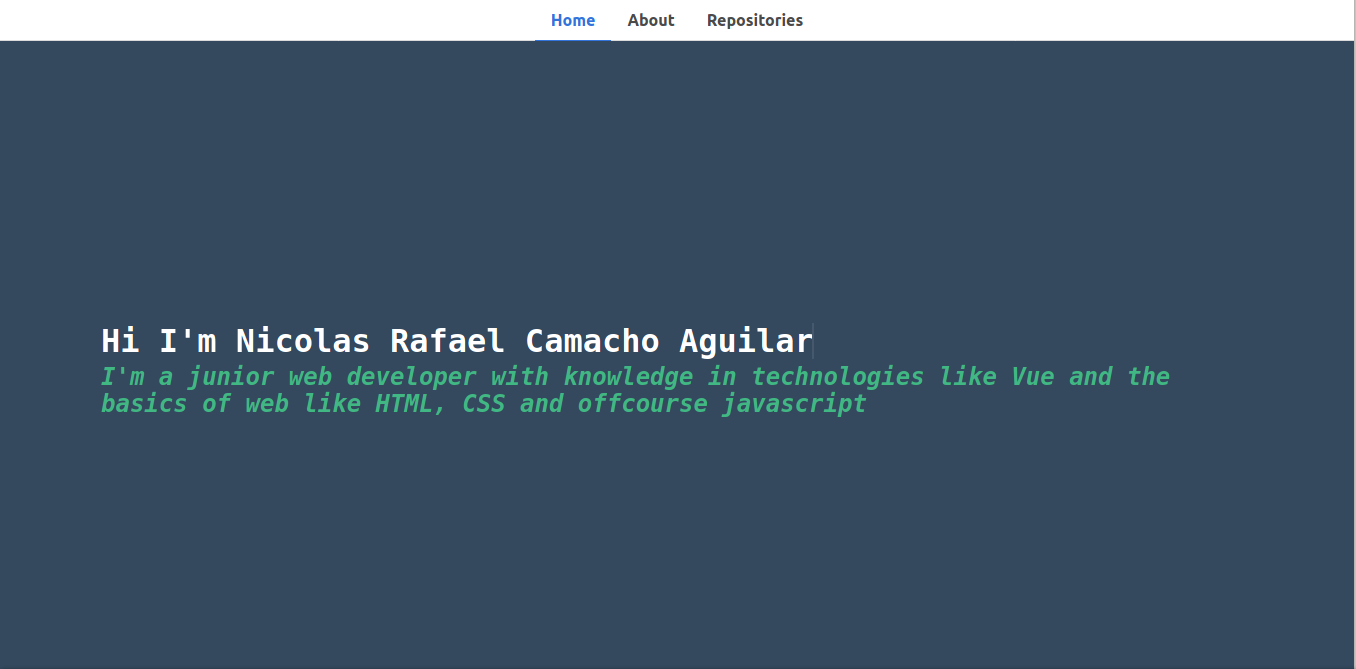 Home About Repositories
Hi I'm Nicolas Rafael Camacho Aguilar
I'm a junior web developer with knowledge in technologies like Vue and the
basics of web like HTML, CSS and offcourse javascript